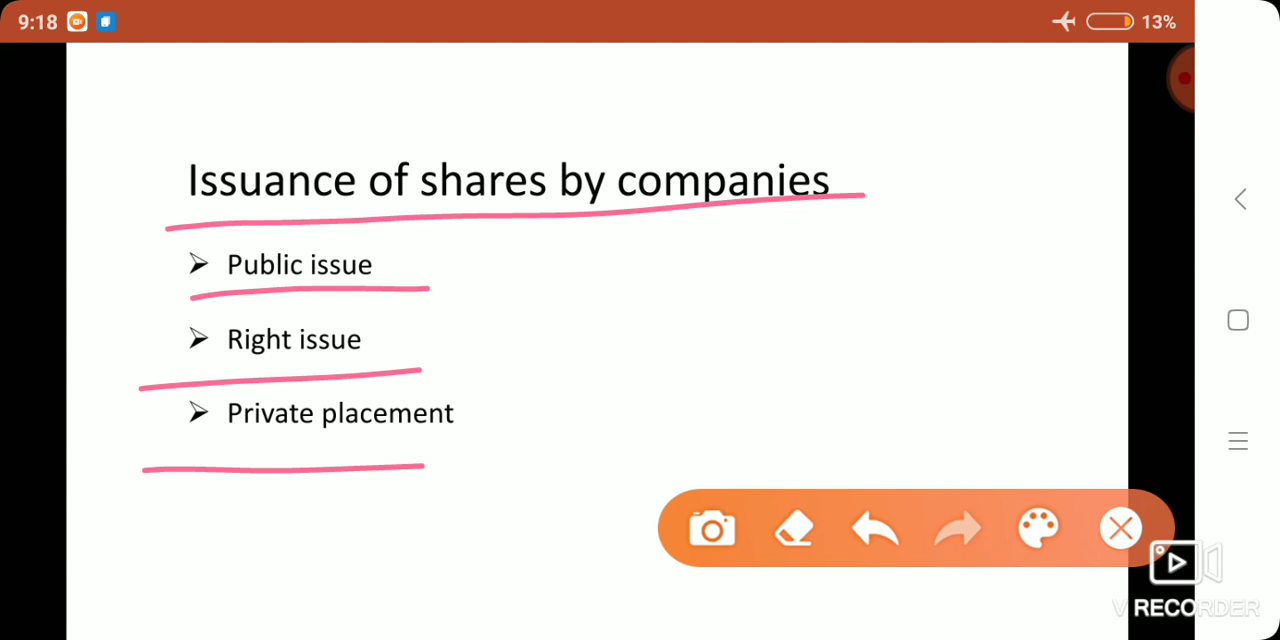 9:18
13%
Issuance of shares by companies
Public issue
Right issue
Private placement
V RECORDER